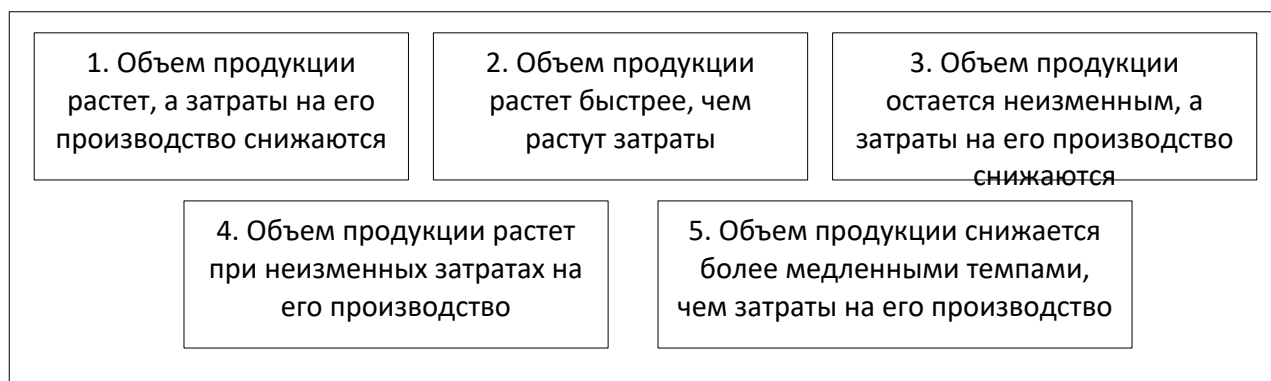 1. Объем продукции
растет, а затраты на его
производство снижаются
2. Объем продукции
растет быстрее, чем
растут затраты
3. Объем продукции
остается неизменным, а
затраты на его производство
снижаются
4. Объем продукции растет
при неизменных затратах на
его производство
5. Объем продукции снижается
более медленными темпами,
чем затраты на его производство